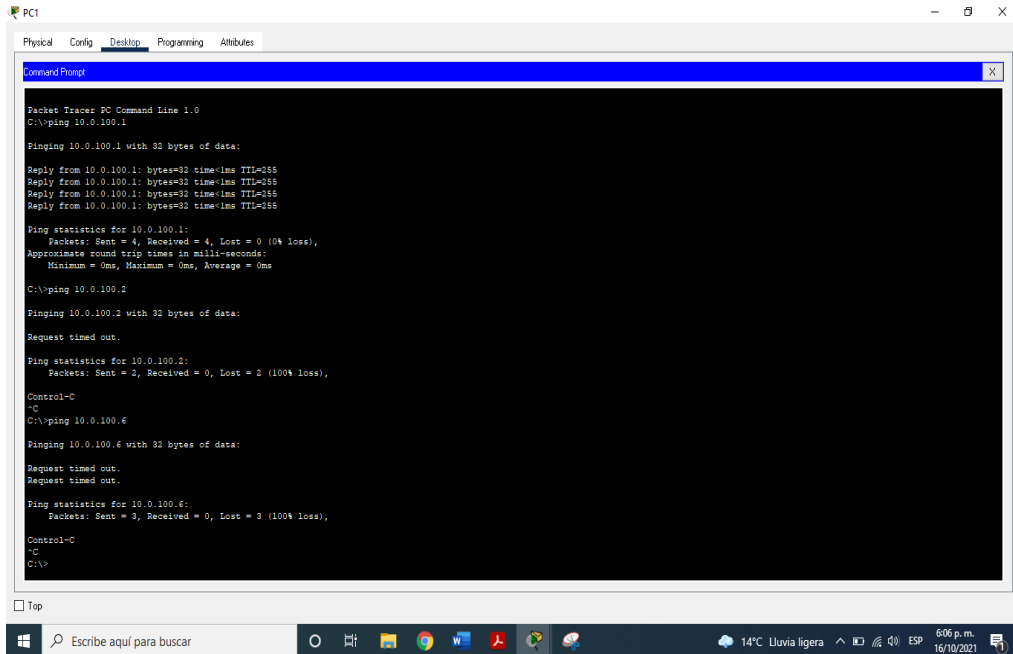 PC1
Physical Config Desktop Programming Attributes
Command Prompt
X
Packet Tracer PC Command Line 1.0
C:\>ping 10.0.100.1
Pinging 10.0.100.1 with 32 bytes of data:
Reply from 10.0.100.1: bytes=32 time<1ms TTL=255
Reply from 10.0.100.1: bytes=32 time<1ms TTL=255
Reply from 10.0.100.1: bytes=32 time<1ms TTL=255
Reply from 10.0.100.1: bytes=32 time<1ms TTL=255
Ping statistics for 10.0.100.1:
Packets: Sent = 4, Received = 4, Lost = 0 (0% loss),
Approximate round trip times in milli-seconds:
Minimum = 0ms, Maximum = 0ms, Average = 0ms
C:\>ping 10.0.100.2
Pinging 10.0.100.2 with 32 bytes of data:
Request timed out.
Ping statistics for 10.0.100.2:
Packets: Sent = 2, Received = 0, Lost = 2 (100% loss),
Control-C
^C
C:\>ping 10.0.100.6
Pinging 10.0.100.6 with 32 bytes of data:
Request timed out.
Request timed out.
Ping statistics for 10.0.100.6:
Packets: Sent = 3, Received = 0, Lost = 3 (100% loss),
Control-C
^C
C:\>
Top
Escribe aquí para buscar
14°C Lluvia ligera
ESP
6:06 p. m.
16/10/2021
1